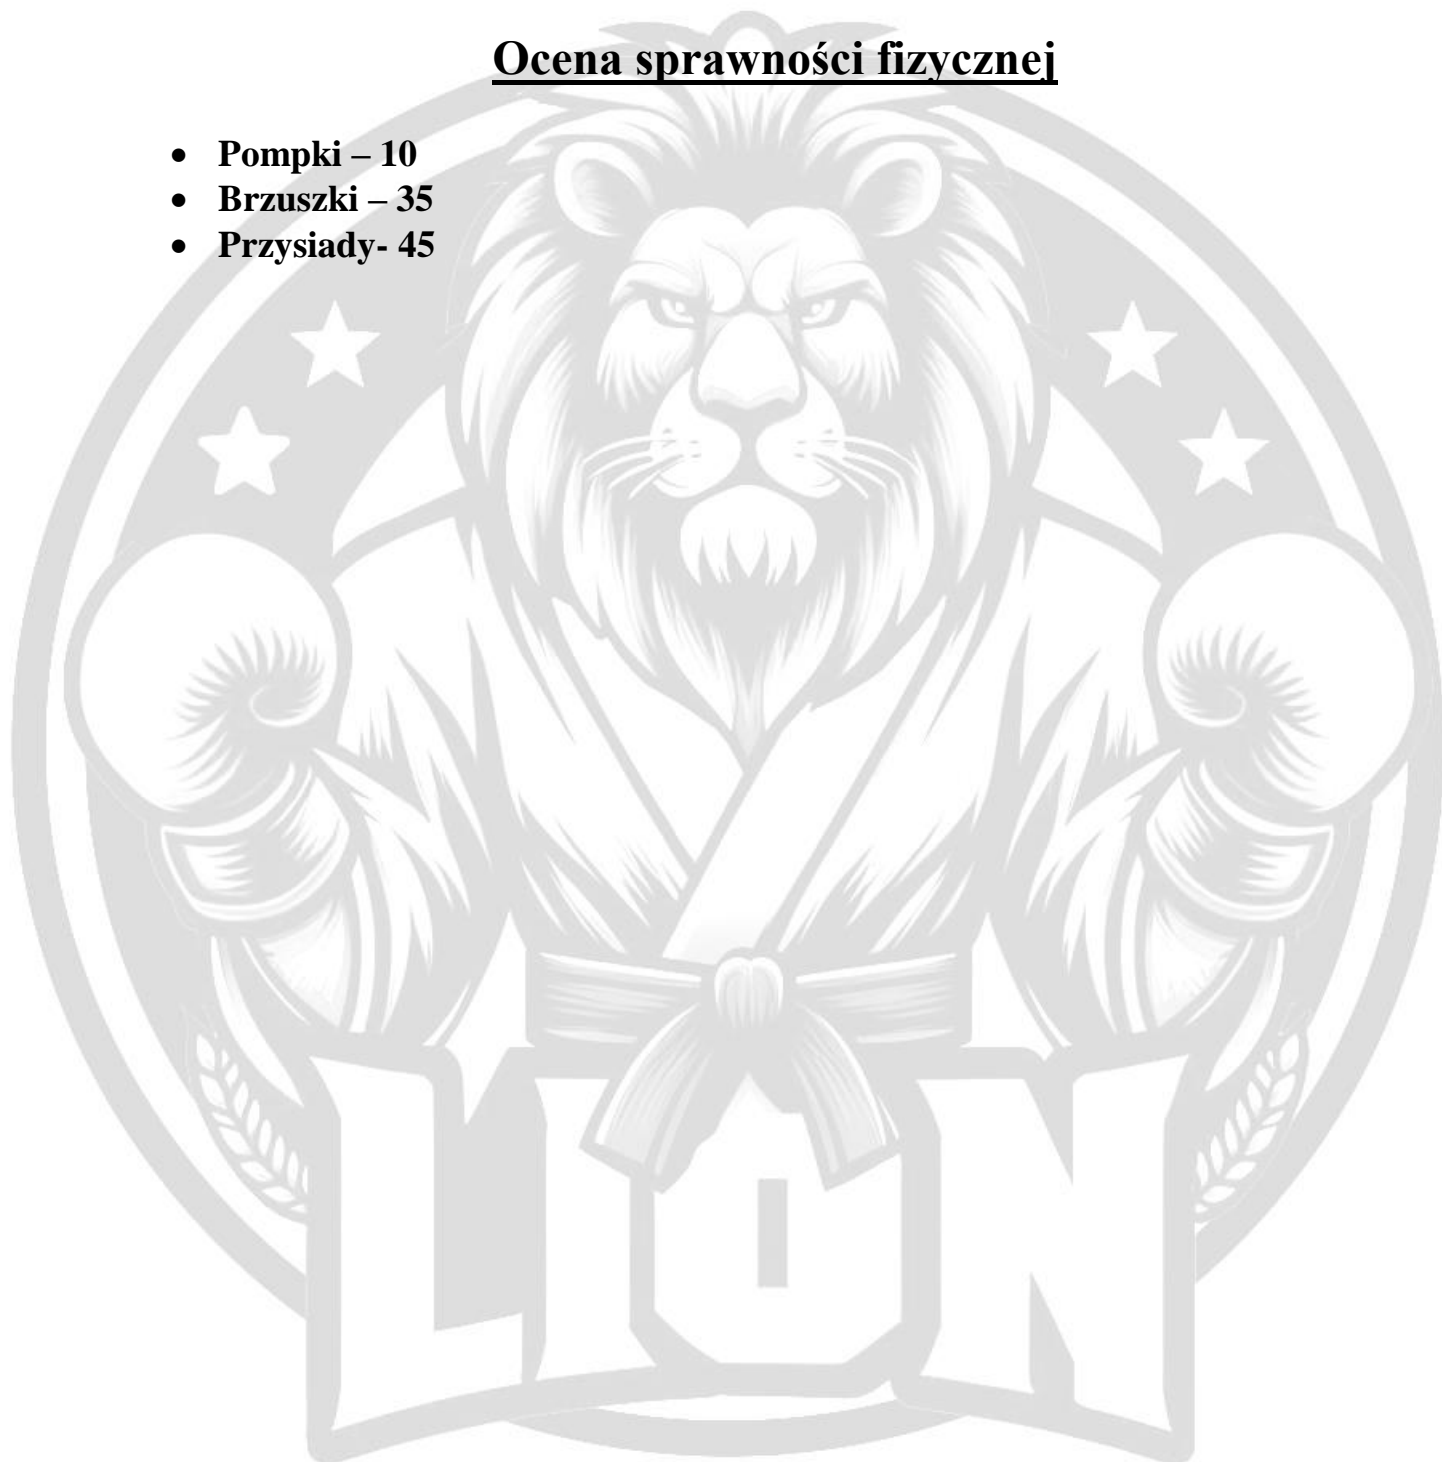 Ocena sprawności fizycznej
• Pompki – 10
• Brzuszki – 35
• Przysiady- 45
LION